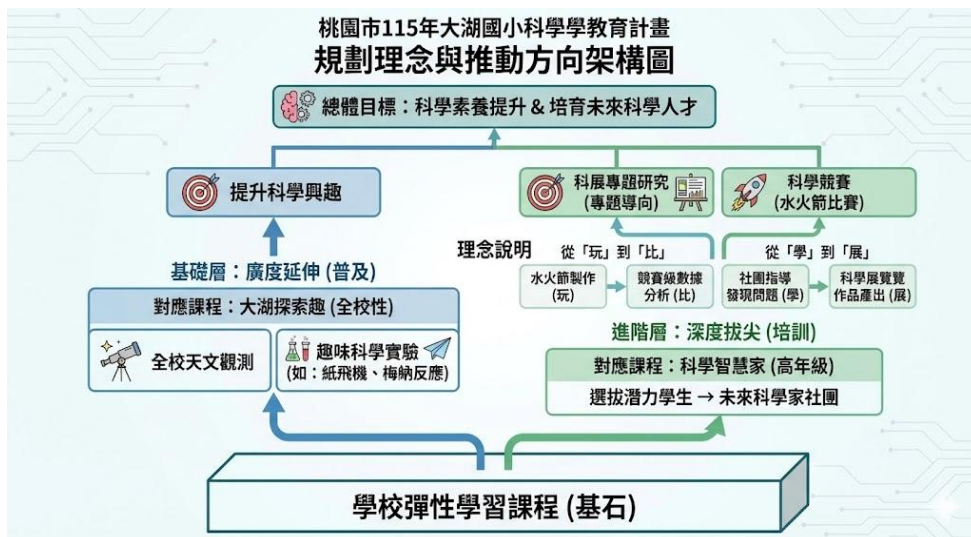 桃園市115年大湖國小科學學教育計畫
規劃理念與推動方向架構圖
總體目標：科學素養提升 & 培育未來科學人才
提升科學興趣
科展專題研究
(專題導向)
科學競賽
(水火箭比賽)
理念說明
從「玩」到「比」
從「學」到「展」
水火箭製作
(玩)
競賽級數據
分析 (比)
社團指導
發現問題 (學)
科學展覽覽
作品產出 (展)
基礎層：廣度延伸 (普及)
對應課程：大湖探索趣 (全校性)
全校天文觀測
趣味科學實驗
(如：紙飛機、梅納反應)
進階層：深度拔尖 (培訓)
對應課程：科學智慧家 (高年級)
選拔潛力學生 → 未來科學家社團
學校彈性學習課程 (基石)